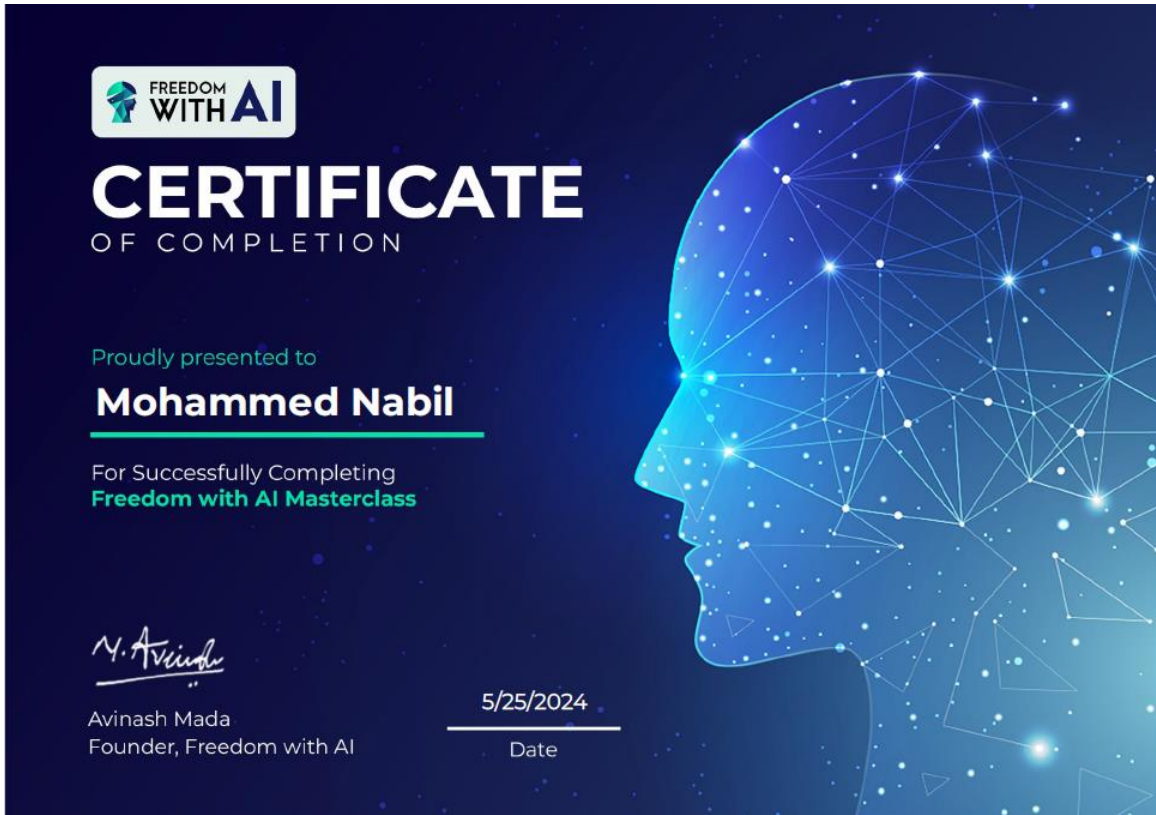 FREEDOM
WITH AI
CERTIFICATE
OF COMPLETION
Proudly presented to
Mohammed Nabil
For Successfully Completing
Freedom with AI Masterclass
Avinash Mada
Founder, Freedom with AI
5/25/2024
Date